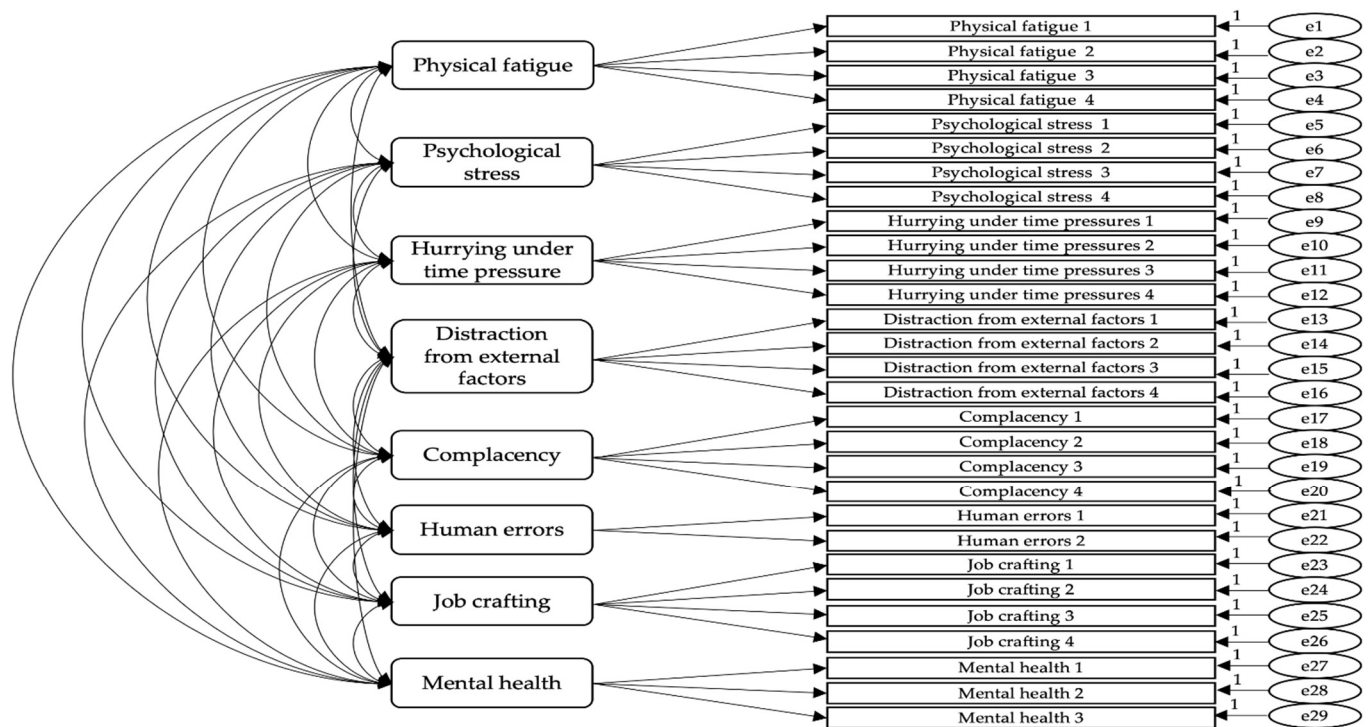 Physical fatigue
Psychological
stress
Hurrying under
time pressure
Distraction
from external
factors
Complacency
Human errors
Job crafting
Mental health
Physical fatigue 1
1
e1
Physical fatigue 2
1
e2
Physical fatigue 3
1
e3
Physical fatigue 4
1
e4
Psychological stress 1
1
e5
Psychological stress 2
1
e6
Psychological stress 3
1
e7
Psychological stress 4
1
e8
Hurrying under time pressures 1
1
e9
Hurrying under time pressures 2
1
e10
Hurrying under time pressures 3
1
e11
Hurrying under time pressures 4
1
e12
Distraction from external factors 1
1
e13
Distraction from external factors 2
1
e14
Distraction from external factors 3
1
e15
Distraction from external factors 4
1
e16
Complacency 1
1
e17
Complacency 2
1
e18
Complacency 3
1
e19
Complacency 4
1
e20
Human errors 1
1
e21
Human errors 2
1
e22
Job crafting 1
1
e23
Job crafting 2
1
e24
Job crafting 3
1
e25
Job crafting 4
1
e26
Mental health 1
1
e27
Mental health 2
1
e28
Mental health 3
1
e29